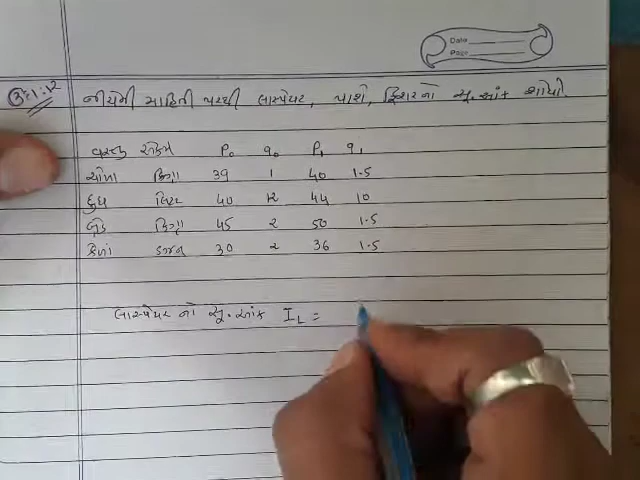 Date
Page
ઉદા:૧૨ નીચેની માહિતી પરથી લાસ્પેયર, પાશે, ફિશરનો સૂ.આંક શોધો.
વસ્તુ એકમ P₀ q₀ P₁ q₁
ચોખા કિગ્રા 39 1 40 1.5
દુધ લિટર 40 12 44 10
બ્રેડ કિગ્રા 45 2 50 1.5
કેળાં ડઝન 30 2 36 1.5
લાસ્પેયર નો સૂ.આંક I_L =